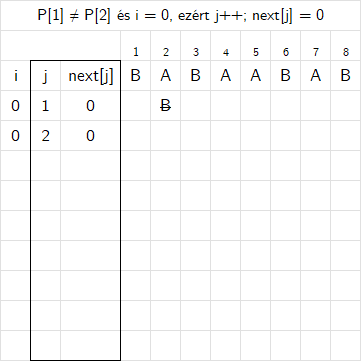 P[1] ≠ P[2] és i = 0, ezért j++; next[j] = 0
1 2 3 4 5 6 7 8
i j next[j] B A B A A B A B
0 1 0 B
0 2 0